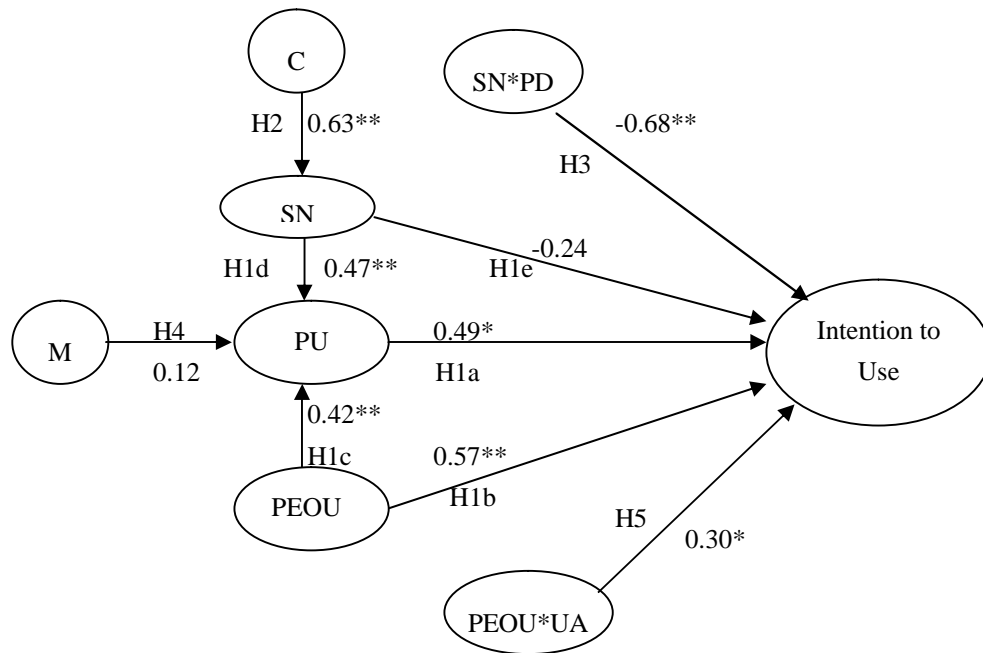 C
SN*PD
H2
0.63**
-0.68**
H3
SN
-0.24
H1d
0.47**
H1e
M
H4
0.12
PU
0.49*
H1a
Intention to
Use
0.42**
H1c
0.57**
H1b
PEOU
H5
0.30*
PEOU*UA